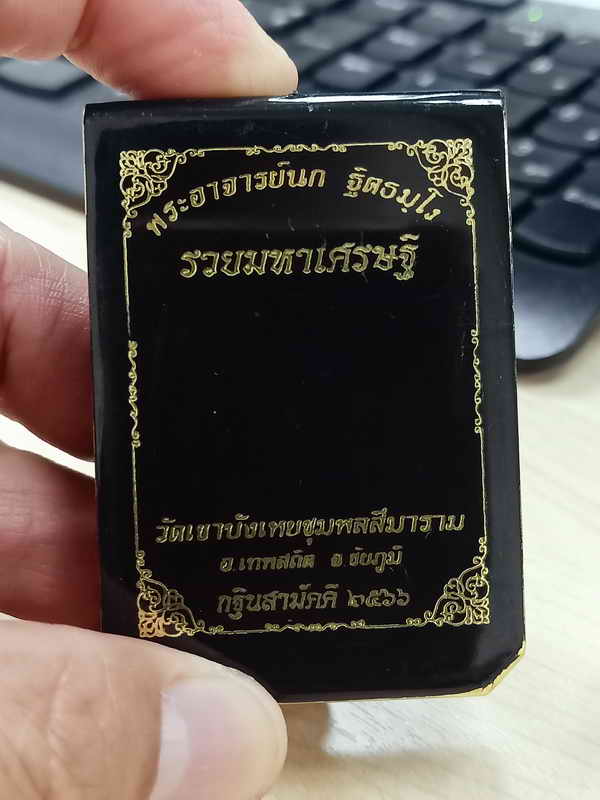 พระอาจารย์นก ฐิตธมฺโม
รวยมหาเศรษฐี
วัดเขาบังเหยชุมพลสีมาราม
อ.เทพสถิต จ.ชัยภูมิ
กฐินสามัคคี ๒๕๖๖